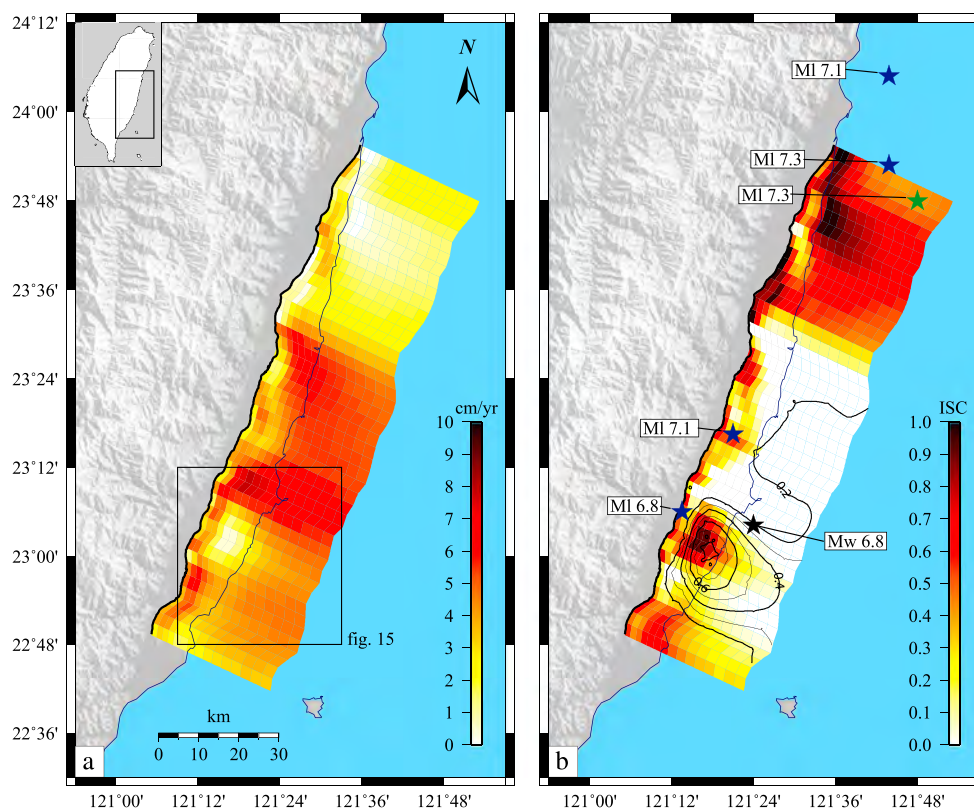 24°12'
24°00'
23°48'
23°36'
23°24'
23°12'
23°00'
22°48'
22°36'
N
cm/yr
10
9
8
7
6
5
4
3
2
1
0
fig. 15
km
0 10 20 30
a
121°00' 121°12' 121°24' 121°36' 121°48'
Ml 7.1
Ml 7.3
Ml 7.3
Ml 7.1
Ml 6.8
Mw 6.8
0.2
0.4
0.6
ISC
1.0
0.9
0.8
0.7
0.6
0.5
0.4
0.3
0.2
0.1
0.0
b
121°00' 121°12' 121°24' 121°36' 121°48'